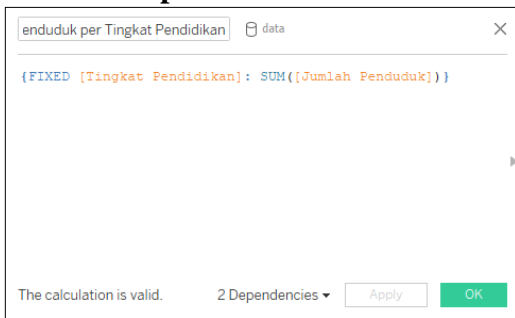 enduduk per Tingkat Pendidikan data
{FIXED [Tingkat Pendidikan]: SUM([Jumlah Penduduk])}
The calculation is valid. 2 Dependencies Apply OK